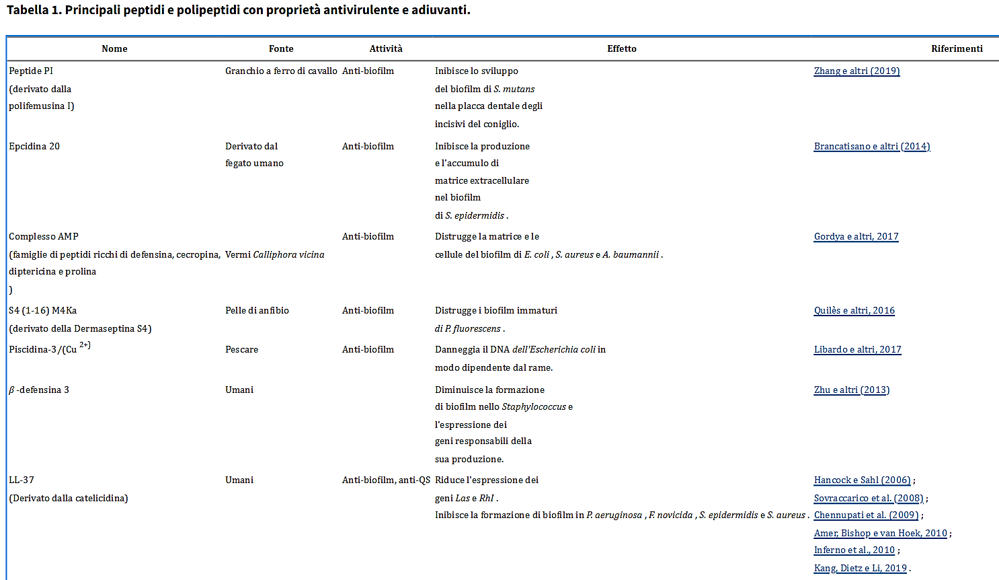 Tabella 1. Principali peptidi e polipeptidi con proprietà antivirulente e adiuvanti.
Nome Fonte Attività Effetto Riferimenti
Peptide PI Granchio a ferro di cavallo Anti-biofilm Inibisce lo sviluppo Zhang e altri (2019)
(derivato dalla del biofilm di S. mutans
polifemusina I) nella placca dentale degli
incisivi del coniglio.
Epcidina 20 Derivato dal Anti-biofilm Inibisce la produzione Brancatisano e altri (2014)
fegato umano e l'accumulo di
matrice extracellulare
nel biofilm
di S. epidermidis .
Complesso AMP Anti-biofilm Distrugge la matrice e le Gordya e altri, 2017
(famiglie di peptidi ricchi di defensina, cecropina, Vermi Calliphora vicina cellule del biofilm di E. coli , S. aureus e A. baumannii .
diptericina e prolina
)
S4 (1-16) M4Ka Pelle di anfibio Anti-biofilm Distrugge i biofilm immaturi Quilès e altri, 2016
(derivato della Dermaseptina S4) di P. fluorescens .
Piscidina-3/(Cu 2+) Pescare Anti-biofilm Danneggia il DNA dell'Escherichia coli in Libardo e altri, 2017
modo dipendente dal rame.
β -defensina 3 Umani Diminuisce la formazione Zhu e altri (2013)
di biofilm nello Staphylococcus e
l'espressione dei
geni responsabili della
sua produzione.
LL-37 Umani Anti-biofilm, anti-QS Riduce l'espressione dei Hancock e Sahl (2006) ;
(Derivato dalla catelicidina) geni Las e RhI . Sovraccarico et al. (2008) ;
Inibisce la formazione di biofilm in P. aeruginosa , F. novicida , S. epidermidis e S. aureus . Chennupati et al. (2009) ;
Amer, Bishop e van Hoek, 2010 ;
Inferno et al., 2010 ;
Kang, Dietz e Li, 2019 .